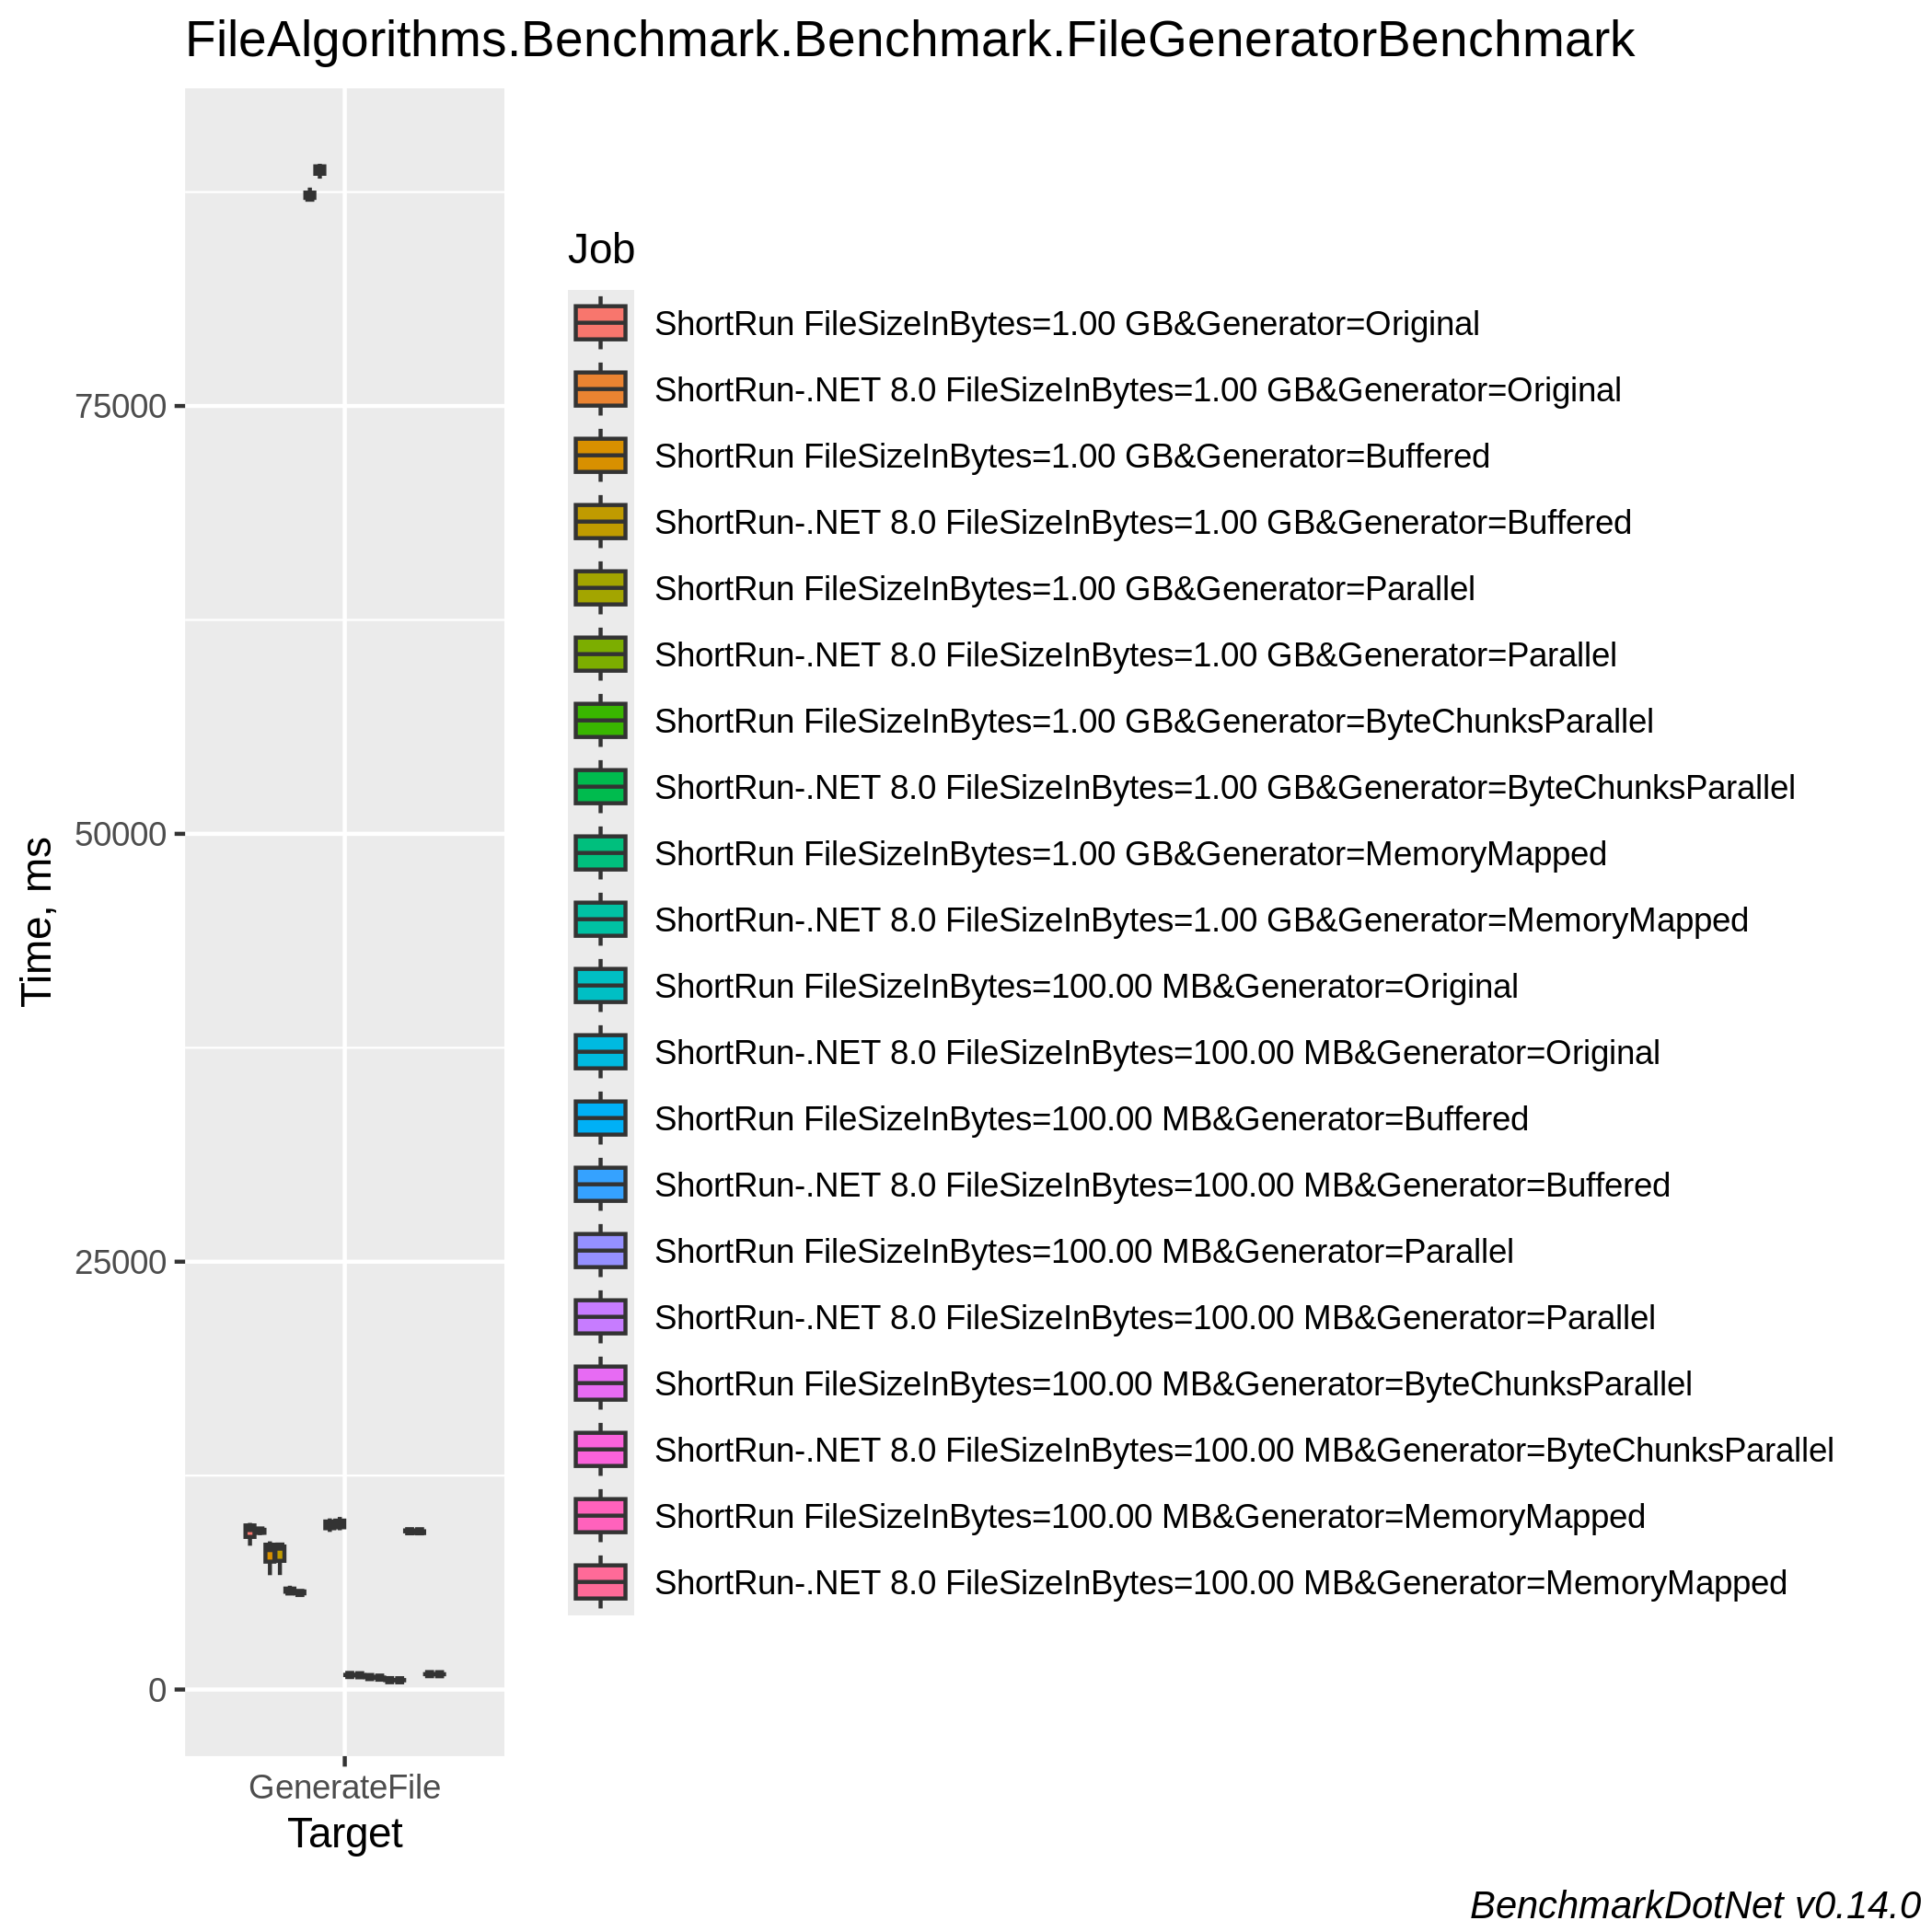 FileAlgorithms.Benchmark.Benchmark.FileGeneratorBenchmark
Time, ms
75000
50000
25000
0
GenerateFile
Target
Job
ShortRun FileSizeInBytes=1.00 GB&Generator=Original
ShortRun-.NET 8.0 FileSizeInBytes=1.00 GB&Generator=Original
ShortRun FileSizeInBytes=1.00 GB&Generator=Buffered
ShortRun-.NET 8.0 FileSizeInBytes=1.00 GB&Generator=Buffered
ShortRun FileSizeInBytes=1.00 GB&Generator=Parallel
ShortRun-.NET 8.0 FileSizeInBytes=1.00 GB&Generator=Parallel
ShortRun FileSizeInBytes=1.00 GB&Generator=ByteChunksParallel
ShortRun-.NET 8.0 FileSizeInBytes=1.00 GB&Generator=ByteChunksParallel
ShortRun FileSizeInBytes=1.00 GB&Generator=MemoryMapped
ShortRun-.NET 8.0 FileSizeInBytes=1.00 GB&Generator=MemoryMapped
ShortRun FileSizeInBytes=100.00 MB&Generator=Original
ShortRun-.NET 8.0 FileSizeInBytes=100.00 MB&Generator=Original
ShortRun FileSizeInBytes=100.00 MB&Generator=Buffered
ShortRun-.NET 8.0 FileSizeInBytes=100.00 MB&Generator=Buffered
ShortRun FileSizeInBytes=100.00 MB&Generator=Parallel
ShortRun-.NET 8.0 FileSizeInBytes=100.00 MB&Generator=Parallel
ShortRun FileSizeInBytes=100.00 MB&Generator=ByteChunksParallel
ShortRun-.NET 8.0 FileSizeInBytes=100.00 MB&Generator=ByteChunksParallel
ShortRun FileSizeInBytes=100.00 MB&Generator=MemoryMapped
ShortRun-.NET 8.0 FileSizeInBytes=100.00 MB&Generator=MemoryMapped
BenchmarkDotNet v0.14.0